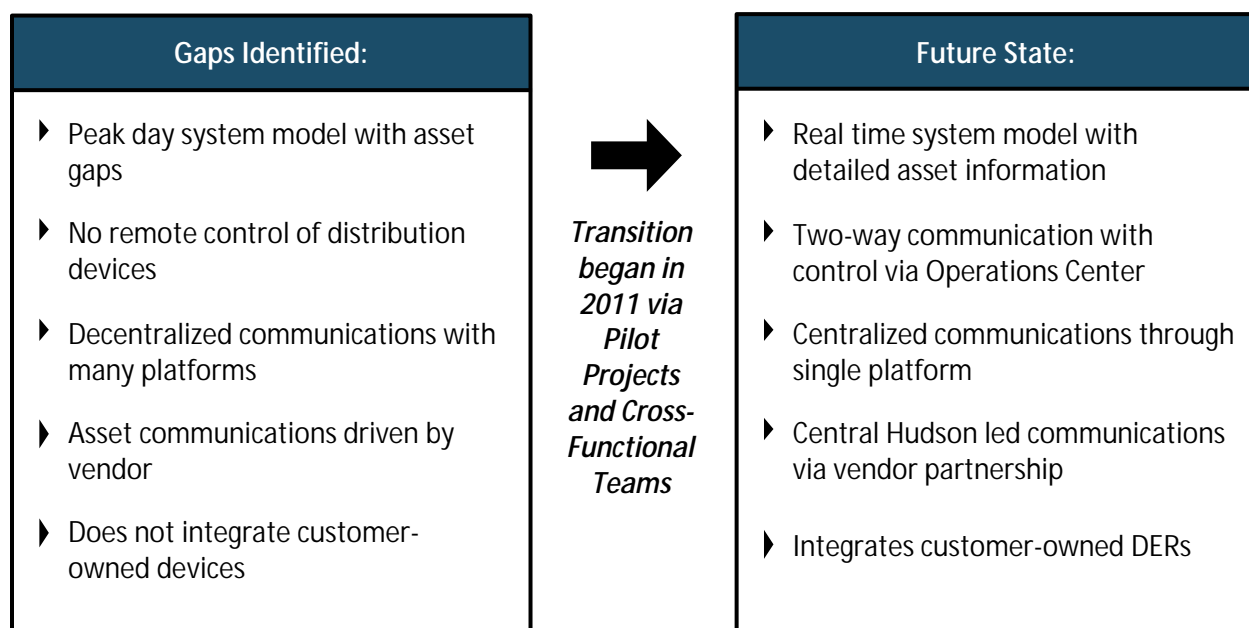 Gaps Identified:
Peak day system model with asset
gaps
No remote control of distribution
devices
Decentralized communications with
many platforms
Asset communications driven by
vendor
Does not integrate customer-
owned devices
Transition
began in
2011 via
Pilot
Projects
and Cross-
Functional
Teams
Future State:
Real time system model with
detailed asset information
Two-way communication with
control via Operations Center
Centralized communications through
single platform
Central Hudson led communications
via vendor partnership
Integrates customer-owned DERs